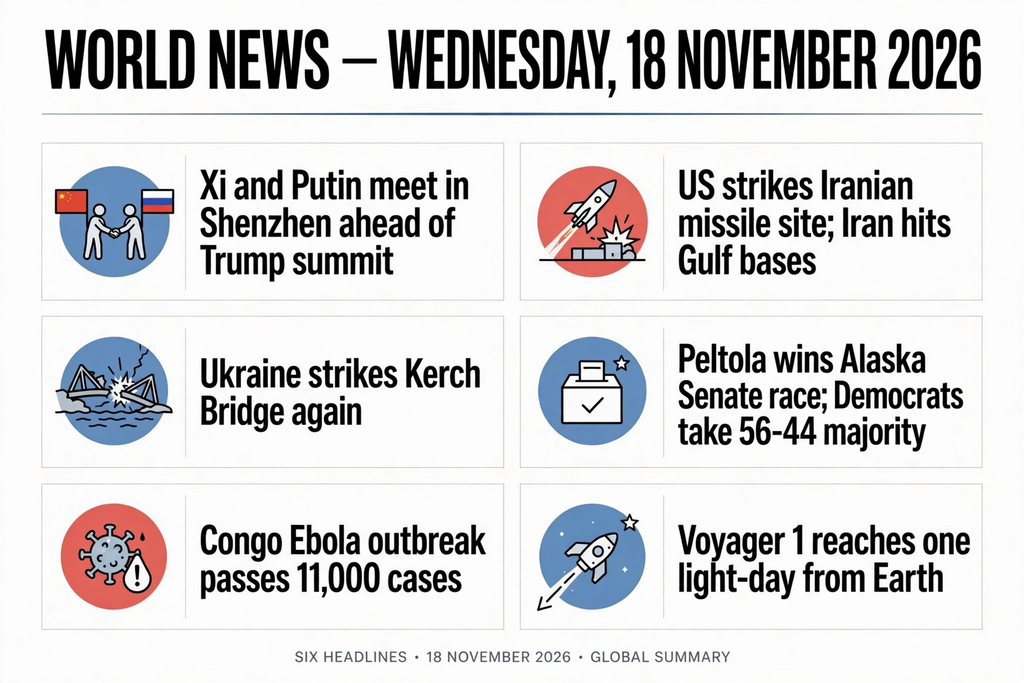 WORLD NEWS — WEDNESDAY, 18 NOVEMBER 2026
Xi and Putin meet in
Shenzhen ahead of
Trump summit
US strikes Iranian
missile site; Iran hits
Gulf bases
Ukraine strikes Kerch
Bridge again
Peltola wins Alaska
Senate race; Democrats
take 56-44 majority
Congo Ebola outbreak
passes 11,000 cases
Voyager 1 reaches one
light-day from Earth
SIX HEADLINES • 18 NOVEMBER 2026 • GLOBAL SUMMARY